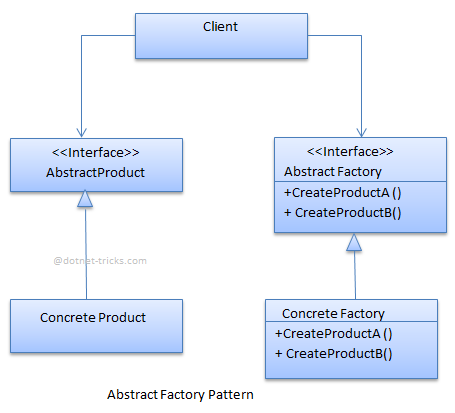 Client
<<Interface>>
AbstractProduct
<<Interface>>
Abstract Factory
+CreateProductA ()
+ CreateProductB()
@dotnet-tricks.com
Concrete Product
Concrete Factory
+CreateProductA ()
+ CreateProductB()
Abstract Factory Pattern